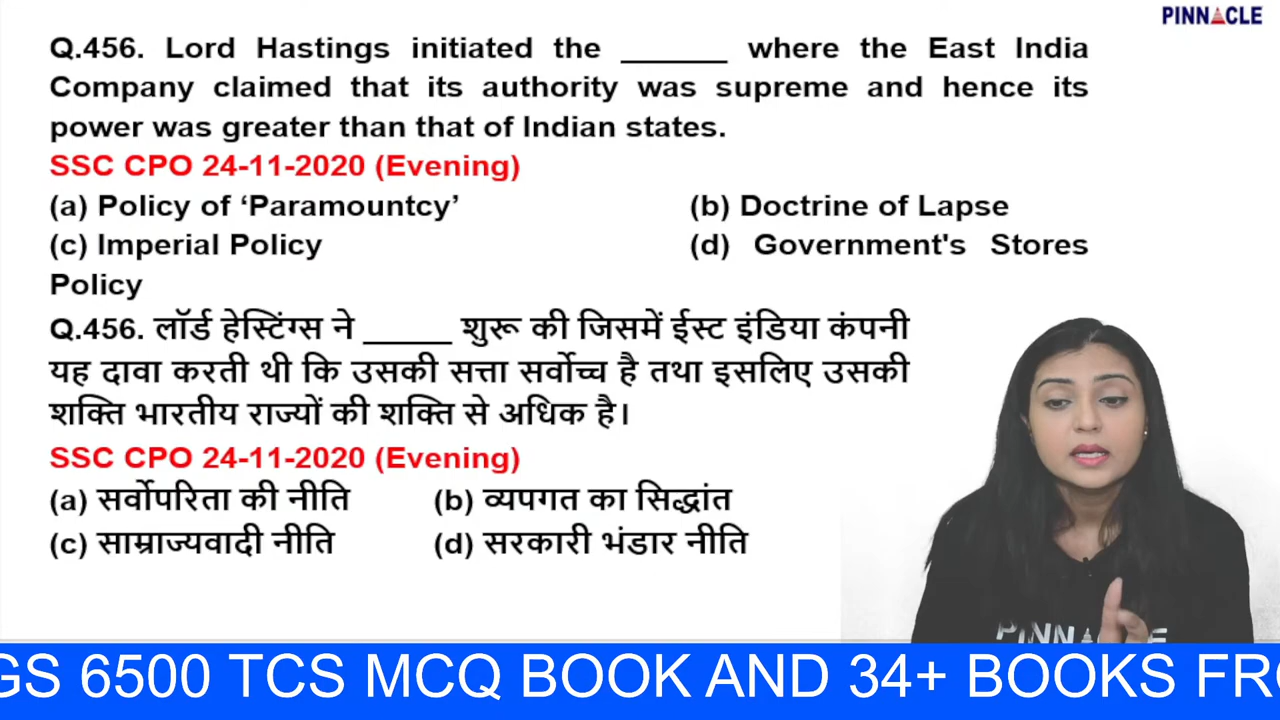 PINNACLE
Q.456. Lord Hastings initiated the ______ where the East India
Company claimed that its authority was supreme and hence its
power was greater than that of Indian states.
SSC CPO 24-11-2020 (Evening)
(a) Policy of ‘Paramountcy’ (b) Doctrine of Lapse
(c) Imperial Policy (d) Government's Stores
Policy
Q.456. लॉर्ड हेस्टिंग्स ने _____ शुरू की जिसमें ईस्ट इंडिया कंपनी
यह दावा करती थी कि उसकी सत्ता सर्वोच्च है तथा इसलिए उसकी
शक्ति भारतीय राज्यों की शक्ति से अधिक है।
SSC CPO 24-11-2020 (Evening)
(a) सर्वोपरिता की नीति (b) व्यपगत का सिद्धांत
(c) साम्राज्यवादी नीति (d) सरकारी भंडार नीति
PINNACLE
GS 6500 TCS MCQ BOOK AND 34+ BOOKS FRO